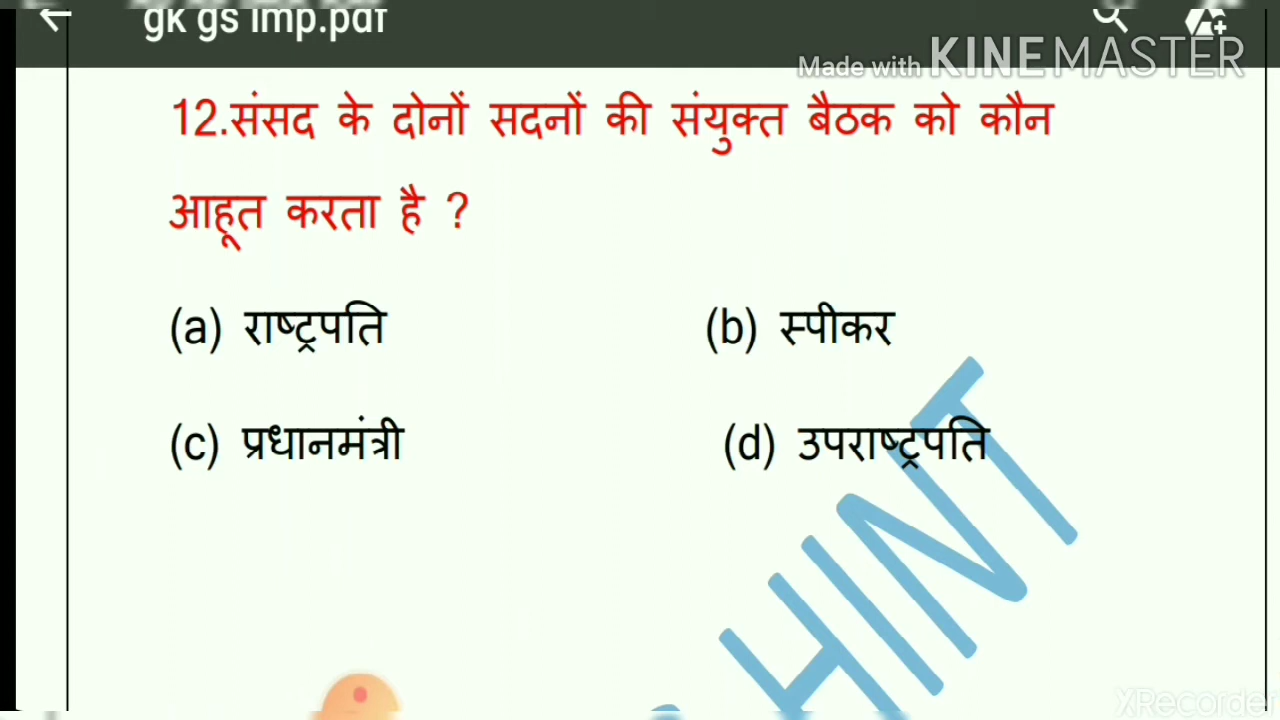 gk gs imp.pdf
Made with KINEMASTER
12.संसद के दोनों सदनों की संयुक्त बैठक को कौन
आहूत करता है ?
(a) राष्ट्रपति (b) स्पीकर
(c) प्रधानमंत्री (d) उपराष्ट्रपति
HINT
XRecorder